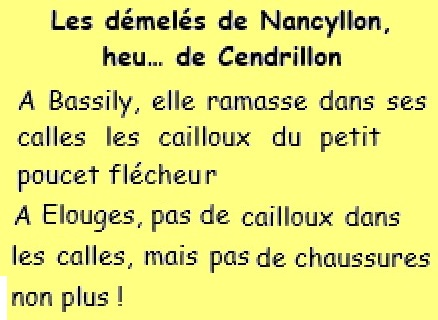 Les démelés de Nancyllon,
heu... de Cendrillon
A Bassily, elle ramasse dans ses
calles les cailloux du petit
poucet flécheur
A Elouges, pas de cailloux dans
les calles, mais pas de chaussures
non plus !